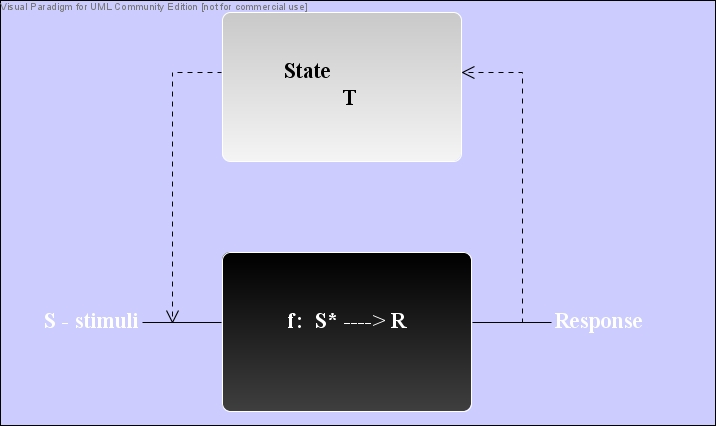 Visual Paradigm for UML Community Edition [not for commercial use]
State
T
S - stimuli
f: S* ----> R
Response